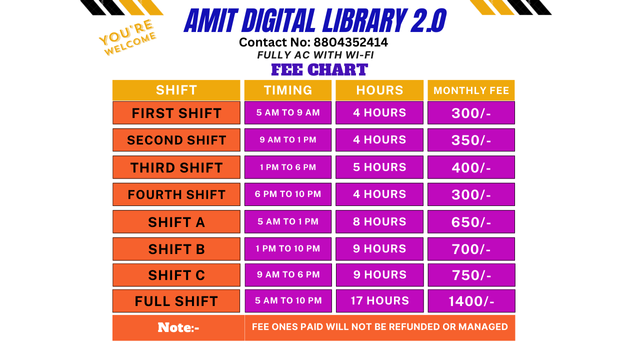 YOU'RE
WELCOME
AMIT DIGITAL LIBRARY 2.0
Contact No: 8804352414
FULLY AC WITH WI-FI
FEE CHART
SHIFT TIMING HOURS MONTHLY FEE
FIRST SHIFT 5 AM TO 9 AM 4 HOURS 300/-
SECOND SHIFT 9 AM TO 1 PM 4 HOURS 350/-
THIRD SHIFT 1 PM TO 6 PM 5 HOURS 400/-
FOURTH SHIFT 6 PM TO 10 PM 4 HOURS 300/-
SHIFT A 5 AM TO 1 PM 8 HOURS 650/-
SHIFT B 1 PM TO 10 PM 9 HOURS 700/-
SHIFT C 9 AM TO 6 PM 9 HOURS 750/-
FULL SHIFT 5 AM TO 10 PM 17 HOURS 1400/-
Note:- FEE ONES PAID WILL NOT BE REFUNDED OR MANAGED